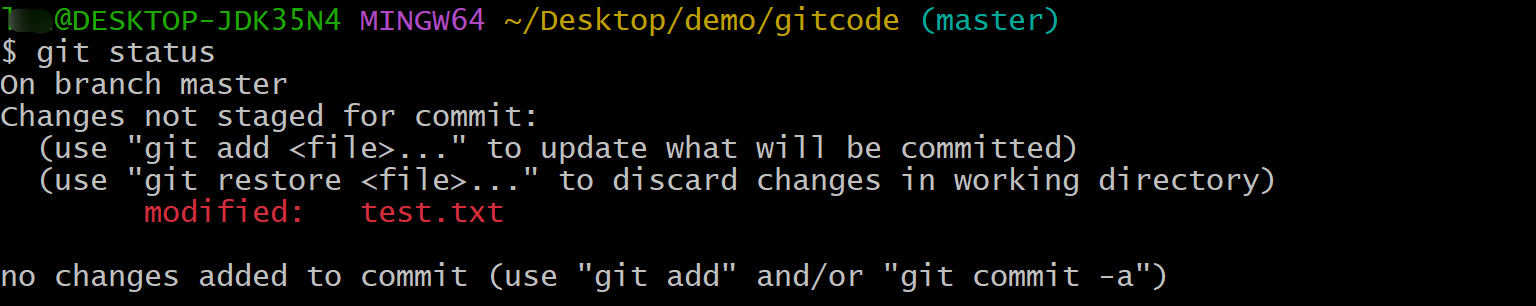 @DESKTOP-JDK35N4 MINGW64 ~/Desktop/demo/gitcode (master)
$ git status
On branch master
Changes not staged for commit:
  (use "git add <file>..." to update what will be committed)
  (use "git restore <file>..." to discard changes in working directory)
        modified:   test.txt

no changes added to commit (use "git add" and/or "git commit -a")